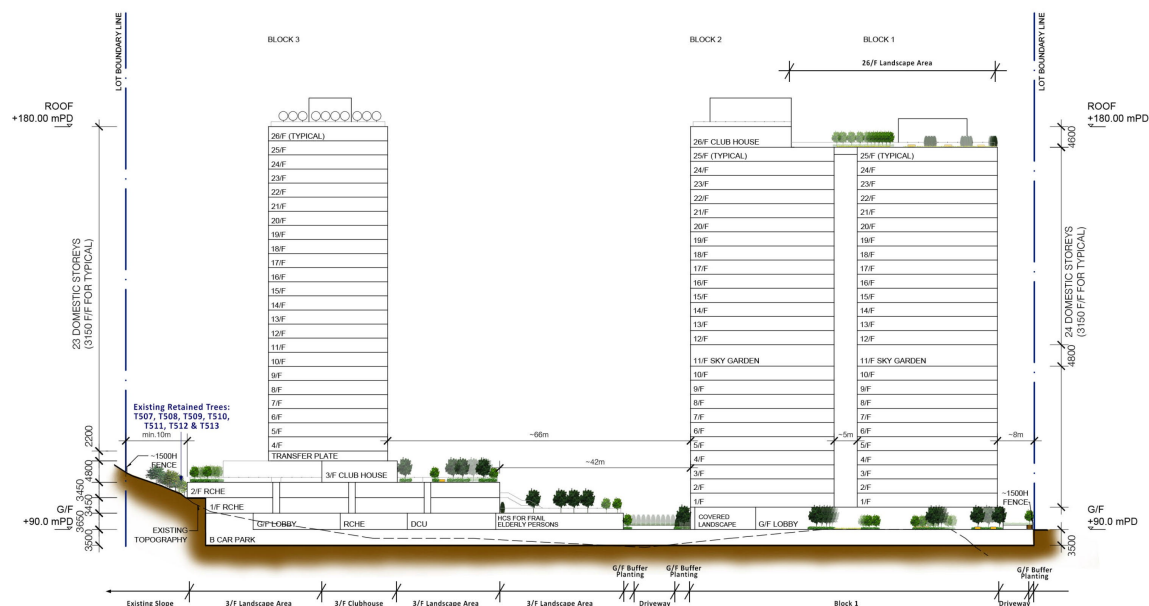 LOT BOUNDARY LINE
BLOCK 3
BLOCK 2
BLOCK 1
LOT BOUNDARY LINE
26/F Landscape Area
ROOF
+180.00 mPD
ROOF
+180.00 mPD
26/F (TYPICAL)
25/F
24/F
23/F
22/F
21/F
20/F
19/F
18/F
17/F
16/F
15/F
14/F
13/F
12/F
11/F
10/F
9/F
8/F
7/F
6/F
5/F
4/F
TRANSFER PLATE
3/F CLUB HOUSE
2/F RCHE
1/F RCHE
G/F LOBBY
RCHE
DCU
HCS FOR FRAIL
ELDERLY PERSONS
B CAR PARK
26/F CLUB HOUSE
25/F (TYPICAL)
24/F
23/F
22/F
21/F
20/F
19/F
18/F
17/F
16/F
15/F
14/F
13/F
12/F
11/F SKY GARDEN
10/F
9/F
8/F
7/F
6/F
5/F
4/F
3/F
2/F
1/F
COVERED
LANDSCAPE
G/F LOBBY
25/F (TYPICAL)
24/F
23/F
22/F
21/F
20/F
19/F
18/F
17/F
16/F
15/F
14/F
13/F
12/F
11/F SKY GARDEN
10/F
9/F
8/F
7/F
6/F
5/F
4/F
3/F
2/F
1/F
23 DOMESTIC STOREYS
(3150 F/F FOR TYPICAL)
2200
4800
3450
3450
3650
3500
4600
24 DOMESTIC STOREYS
(3150 F/F FOR TYPICAL)
4800
3500
Existing Retained Trees:
T507, T508, T509, T510,
T511, T512 & T513
min.10m
~66m
~42m
~5m
~8m
~1500H
FENCE
~1500H
FENCE
G/F
+90.0 mPD
G/F
+90.0 mPD
EXISTING
TOPOGRAPHY
G/F Buffer
Planting
G/F Buffer
Planting
G/F Buffer
Planting
Existing Slope
3/F Landscape Area
3/F Clubhouse
3/F Landscape Area
3/F Landscape Area
Driveway
Block 1
Driveway